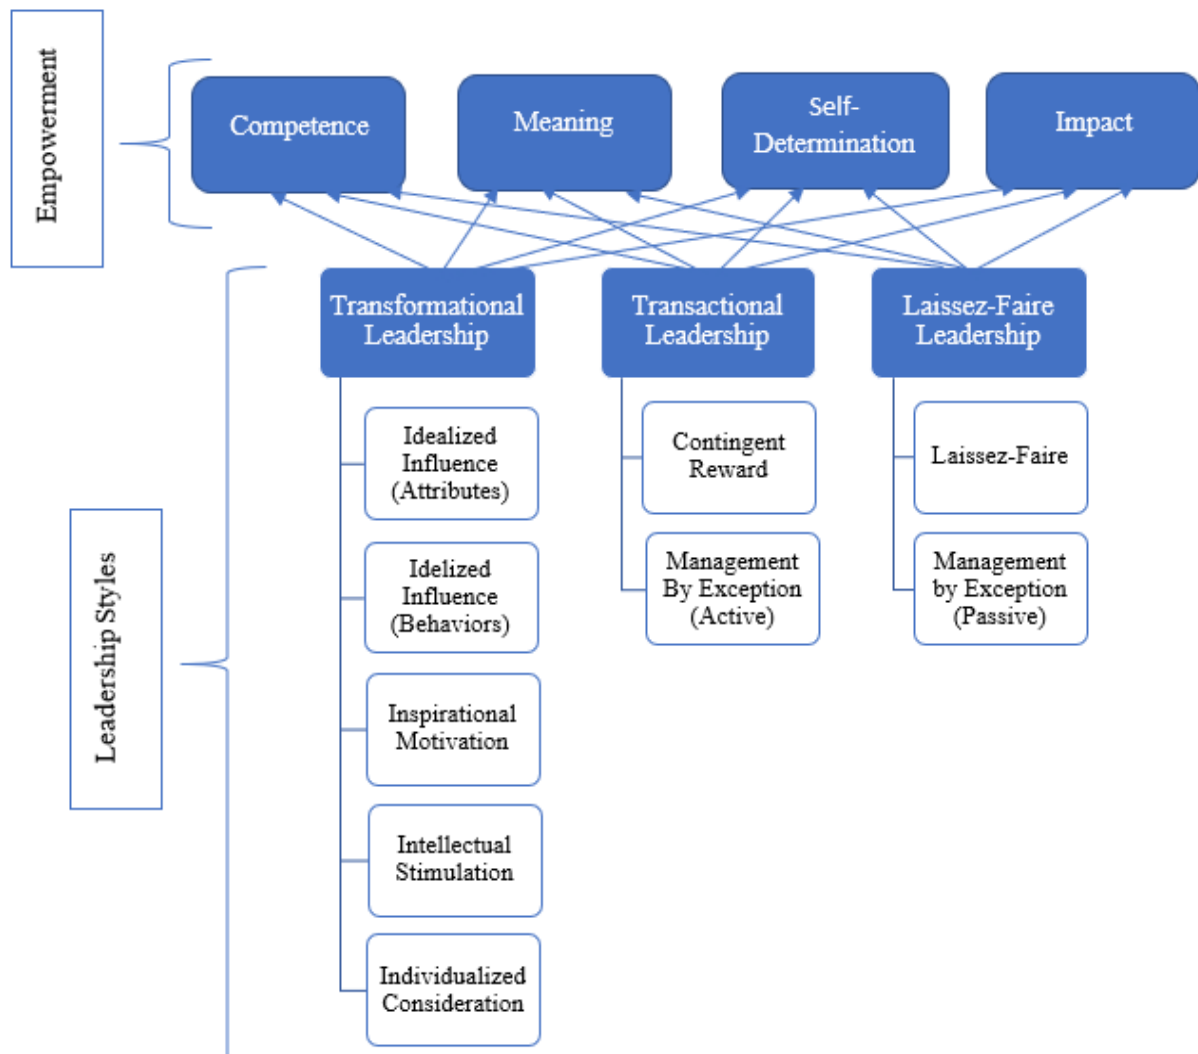 Empowerment
Competence
Meaning
Self-
Determination
Impact
Leadership Styles
Transformational
Leadership
Transactional
Leadership
Laissez-Faire
Leadership
Idealized
Influence
(Attributes)
Idelized
Influence
(Behaviors)
Inspirational
Motivation
Intellectual
Stimulation
Individualized
Consideration
Contingent
Reward
Management
By Exception
(Active)
Laissez-Faire
Management
by Exception
(Passive)